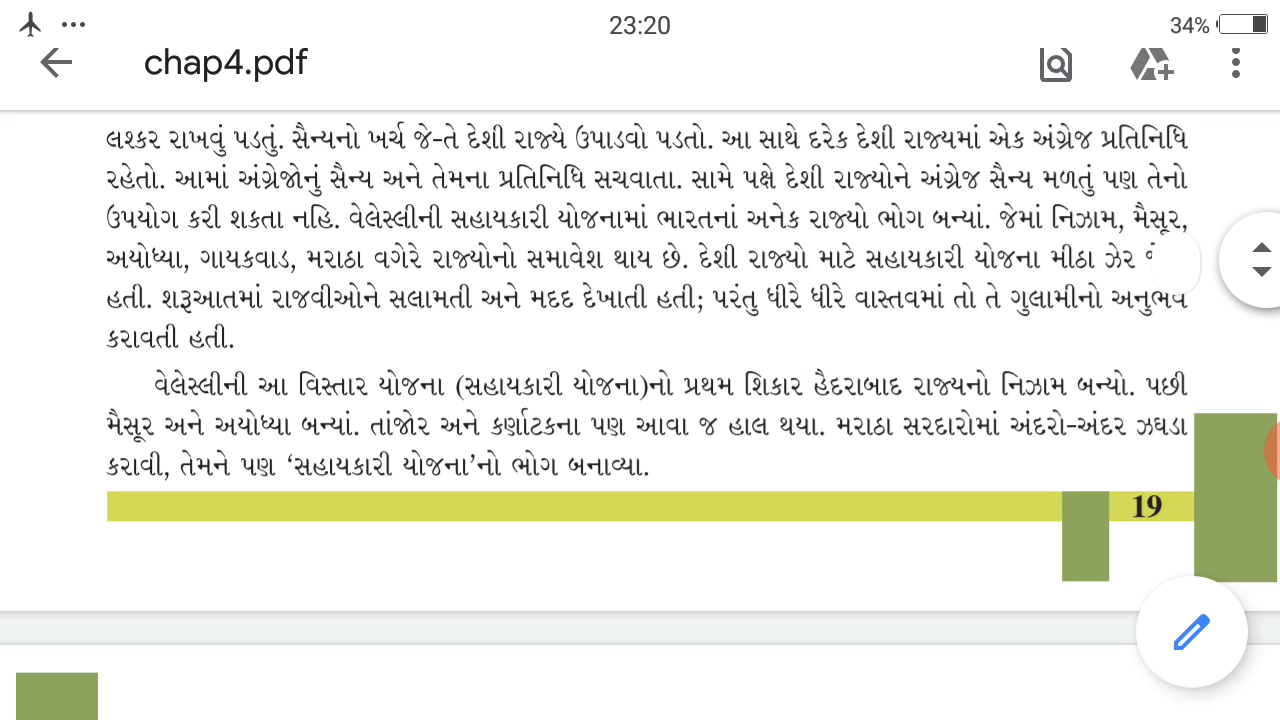 23:20
34%
chap4.pdf
લશ્કર રાખવું પડતું. સૈન્યનો ખર્ચ જે-તે દેશી રાજ્યે ઉપાડવો પડતો. આ સાથે દરેક દેશી રાજ્યમાં એક અંગ્રેજ પ્રતિનિધિ
રહેતો. આમાં અંગ્રેજોનું સૈન્ય અને તેમના પ્રતિનિધિ સચવાતા. સામે પક્ષે દેશી રાજ્યોને અંગ્રેજ સૈન્ય મળતું પણ તેનો
ઉપયોગ કરી શકતા નહિ. વેલેસ્લીની સહાયકારી યોજનામાં ભારતનાં અનેક રાજ્યો ભોગ બન્યાં. જેમાં નિઝામ, મૈસૂર,
અયોધ્યા, ગાયકવાડ, મરાઠા વગેરે રાજ્યોનો સમાવેશ થાય છે. દેશી રાજ્યો માટે સહાયકારી યોજના મીઠા ઝેર
હતી. શરૂઆતમાં રાજવીઓને સલામતી અને મદદ દેખાતી હતી; પરંતુ ધીરે ધીરે વાસ્તવમાં તો તે ગુલામીનો અનુભવ
કરાવતી હતી.
વેલેસ્લીની આ વિસ્તાર યોજના (સહાયકારી યોજના)નો પ્રથમ શિકાર હૈદરાબાદ રાજ્યનો નિઝામ બન્યો. પછી
મૈસૂર અને અયોધ્યા બન્યાં. તાંજોર અને કર્ણાટકના પણ આવા જ હાલ થયા. મરાઠા સરદારોમાં અંદરો-અંદર ઝઘડા
કરાવી, તેમને પણ ‘સહાયકારી યોજના’નો ભોગ બનાવ્યા.
19